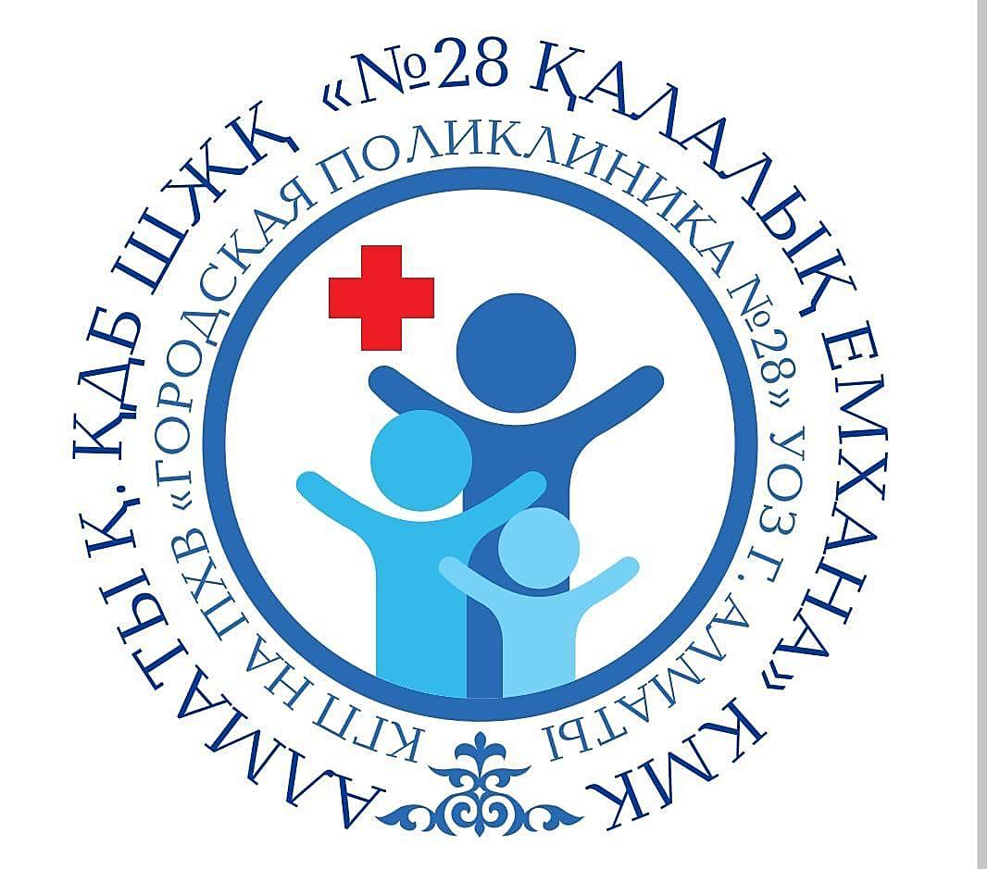 АЛМАТЫ Қ. ҚДБ ШЖҚ «№28 ҚАЛАЛЫҚ ЕМХАНА» КМК
КГП НА ПХВ «ГОРОДСКАЯ ПОЛИКЛИНИКА №28» УОЗ Г. АЛМАТЫ